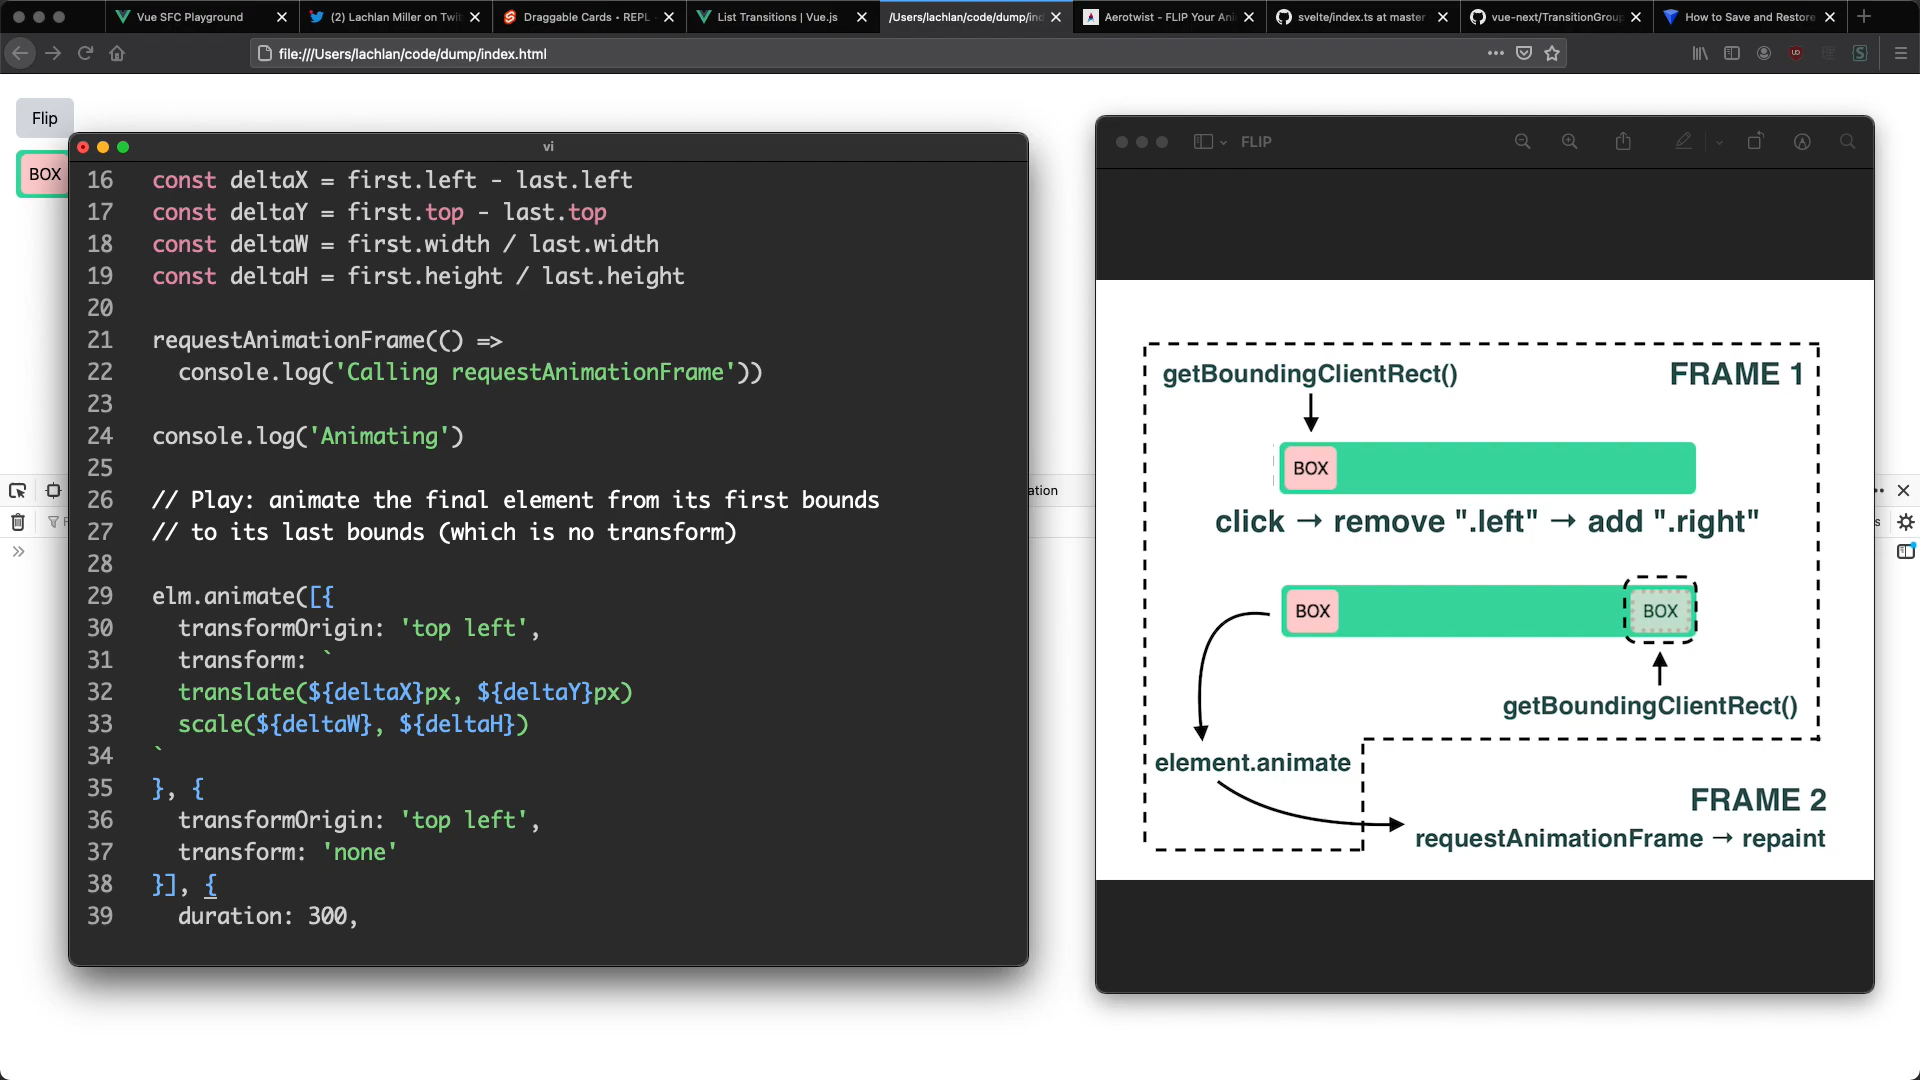 Vue SFC Playground
(2) Lachlan Miller on Twit
Draggable Cards • REPL
List Transitions | Vue.js
/Users/lachlan/code/dump/ind
Aerotwist - FLIP Your Ani
svelte/index.ts at master
vue-next/TransitionGroup
How to Save and Restore
file:///Users/lachlan/code/dump/index.html
Flip
BOX
vi
16 const deltaX = first.left - last.left
17 const deltaY = first.top - last.top
18 const deltaW = first.width / last.width
19 const deltaH = first.height / last.height
20
21 requestAnimationFrame(() =>
22 console.log('Calling requestAnimationFrame'))
23
24 console.log('Animating')
25
26 // Play: animate the final element from its first bounds
27 // to its last bounds (which is no transform)
28
29 elm.animate([{
30 transformOrigin: 'top left',
31 transform: `
32 translate(${deltaX}px, ${deltaY}px)
33 scale(${deltaW}, ${deltaH})
34 `
35 }, {
36 transformOrigin: 'top left',
37 transform: 'none'
38 }], {
39 duration: 300,
ation
FLIP
getBoundingClientRect()
FRAME 1
BOX
click → remove ".left" → add ".right"
BOX
BOX
getBoundingClientRect()
element.animate
FRAME 2
requestAnimationFrame → repaint